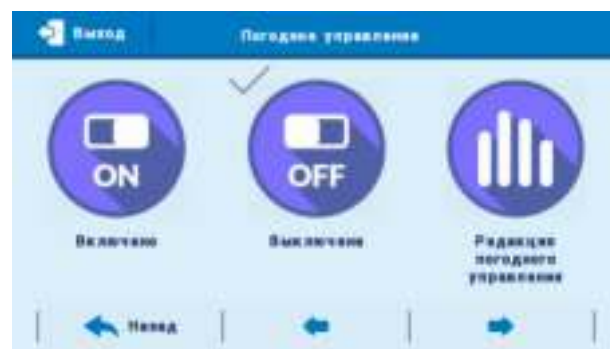 Выход
Погодное управление
ON
OFF
Включено
Выключено
Редакция
погодного
управления
Назад